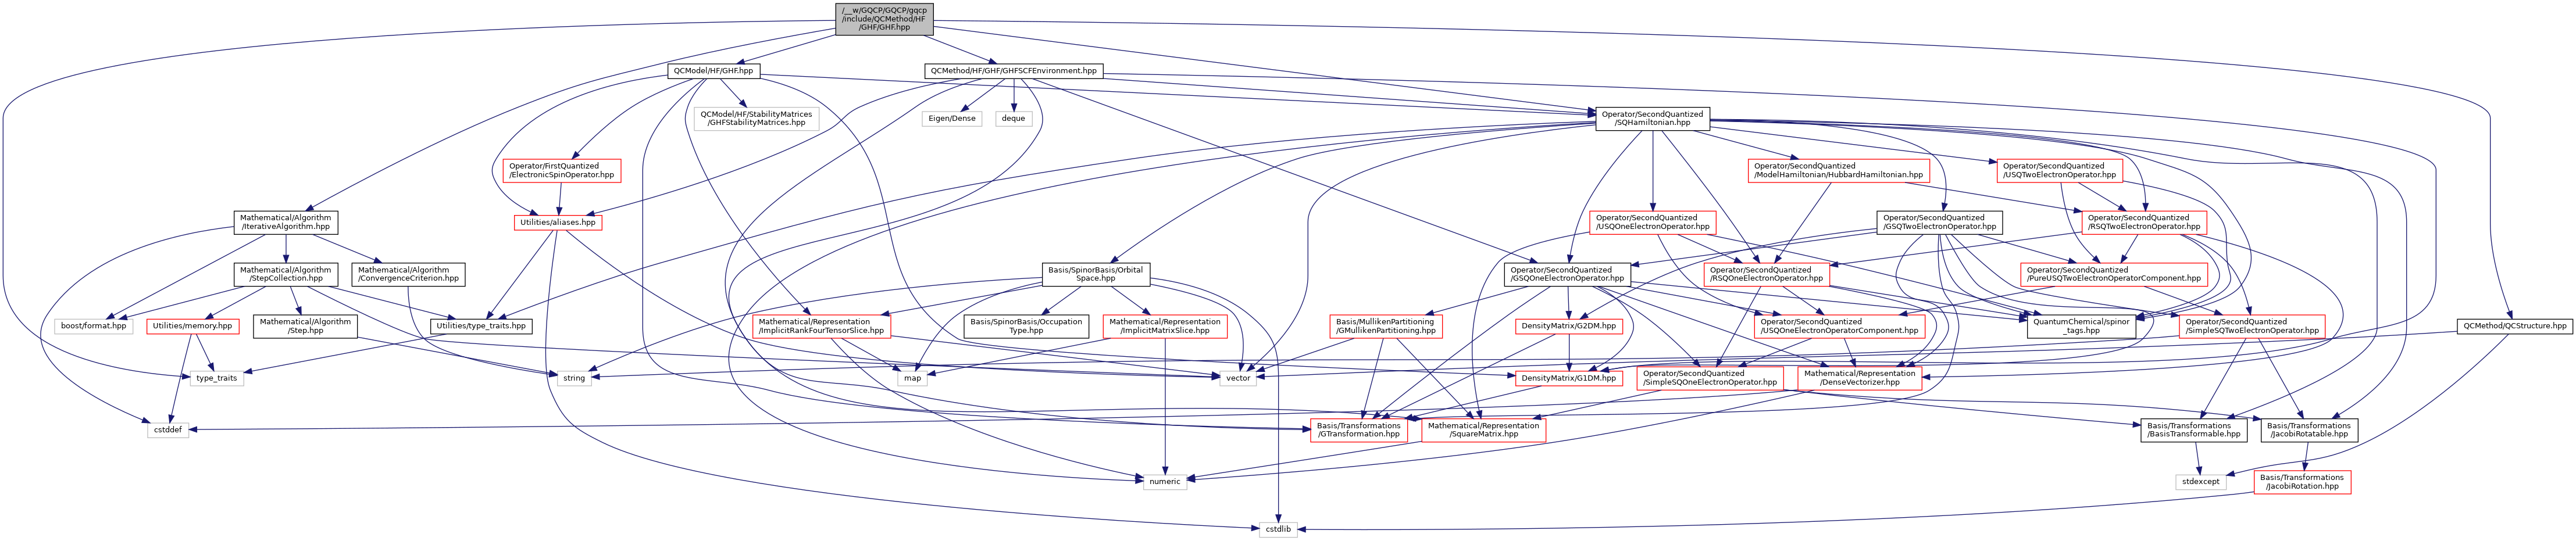 /__w/GQCP/GQCP/gqcp
/include/QCMethod/HF
/GHF/GHF.hpp
QCModel/HF/GHF.hpp
QCMethod/HF/GHF/GHFSCFEnvironment.hpp
QCModel/HF/StabilityMatrices
/GHFStabilityMatrices.hpp
Eigen/Dense
deque
Operator/SecondQuantized
/SQHamiltonian.hpp
Operator/FirstQuantized
/ElectronicSpinOperator.hpp
Operator/SecondQuantized
/ModelHamiltonian/HubbardHamiltonian.hpp
Operator/SecondQuantized
/USQTwoElectronOperator.hpp
Mathematical/Algorithm
/IterativeAlgorithm.hpp
Utilities/aliases.hpp
Operator/SecondQuantized
/USQOneElectronOperator.hpp
Operator/SecondQuantized
/GSQTwoElectronOperator.hpp
Operator/SecondQuantized
/RSQTwoElectronOperator.hpp
Mathematical/Algorithm
/StepCollection.hpp
Mathematical/Algorithm
/ConvergenceCriterion.hpp
Basis/SpinorBasis/Orbital
Space.hpp
Operator/SecondQuantized
/GSQOneElectronOperator.hpp
Operator/SecondQuantized
/RSQOneElectronOperator.hpp
Operator/SecondQuantized
/PureUSQTwoElectronOperatorComponent.hpp
boost/format.hpp
Utilities/memory.hpp
Mathematical/Algorithm
/Step.hpp
Utilities/type_traits.hpp
Mathematical/Representation
/ImplicitRankFourTensorSlice.hpp
Basis/SpinorBasis/Occupation
Type.hpp
Mathematical/Representation
/ImplicitMatrixSlice.hpp
Basis/MullikenPartitioning
/GMullikenPartitioning.hpp
DensityMatrix/G2DM.hpp
Operator/SecondQuantized
/USQOneElectronOperatorComponent.hpp
QuantumChemical/spinor
_tags.hpp
Operator/SecondQuantized
/SimpleSQTwoElectronOperator.hpp
QCMethod/QCStructure.hpp
type_traits
string
map
vector
DensityMatrix/G1DM.hpp
Operator/SecondQuantized
/SimpleSQOneElectronOperator.hpp
Mathematical/Representation
/DenseVectorizer.hpp
cstddef
Basis/Transformations
/GTransformation.hpp
Mathematical/Representation
/SquareMatrix.hpp
Basis/Transformations
/BasisTransformable.hpp
Basis/Transformations
/JacobiRotatable.hpp
numeric
stdexcept
Basis/Transformations
/JacobiRotation.hpp
cstdlib